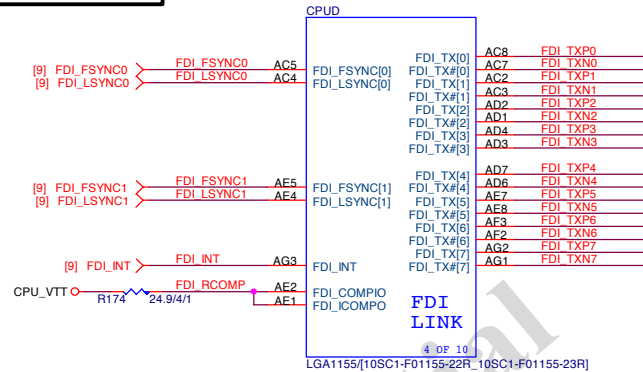 CPUD
[9] FDI_FSYNC0 FDI_FSYNC0 AC5 FDI_FSYNC[0] FDI_TX[0] AC8 FDI_TXP0
[9] FDI_LSYNC0 FDI_LSYNC0 AC4 FDI_LSYNC[0] FDI_TX#[0] AC7 FDI_TXN0
FDI_TX[1] AC2 FDI_TXP1
FDI_TX#[1] AC3 FDI_TXN1
FDI_TX[2] AD2 FDI_TXP2
FDI_TX#[2] AD1 FDI_TXN2
FDI_TX[3] AD4 FDI_TXP3
FDI_TX#[3] AD3 FDI_TXN3
FDI_TX[4] AD7 FDI_TXP4
[9] FDI_FSYNC1 FDI_FSYNC1 AE5 FDI_FSYNC[1] FDI_TX#[4] AD6 FDI_TXN4
[9] FDI_LSYNC1 FDI_LSYNC1 AE4 FDI_LSYNC[1] FDI_TX[5] AE7 FDI_TXP5
FDI_TX#[5] AE8 FDI_TXN5
FDI_TX[6] AF3 FDI_TXP6
FDI_TX#[6] AF2 FDI_TXN6
FDI_TX[7] AG2 FDI_TXP7
[9] FDI_INT FDI_INT AG3 FDI_INT FDI_TX#[7] AG1 FDI_TXN7
CPU_VTT R174 24.9/4/1 FDI_RCOMP AE2 FDI_COMPIO
AE1 FDI_ICOMPO
FDI
LINK
4 OF 10
LGA1155/[10SC1-F01155-22R_10SC1-F01155-23R]